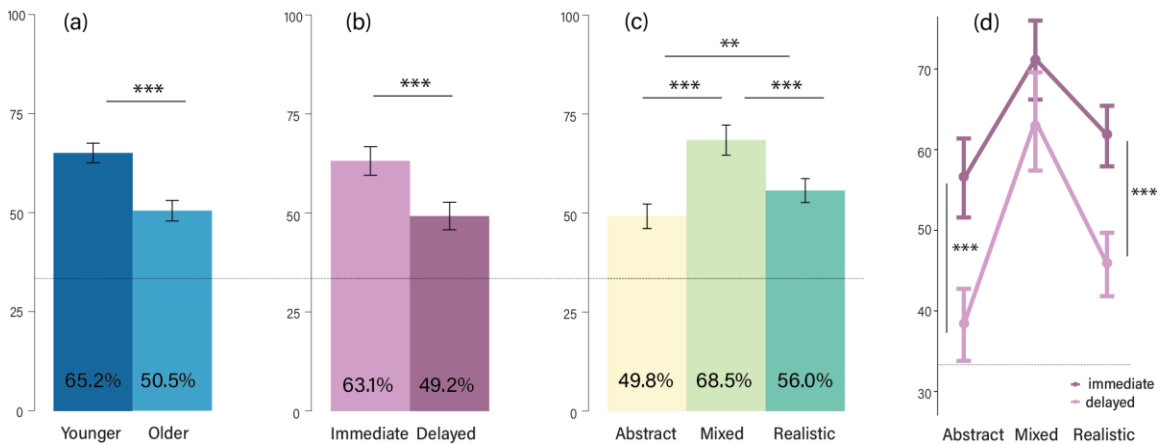 (a)
100
75
50
25
0
***
65.2%
50.5%
Younger
Older
(b)
100
75
50
25
0
***
63.1%
49.2%
Immediate
Delayed
(c)
100
75
50
25
0
**
***
***
49.8%
68.5%
56.0%
Abstract
Mixed
Realistic
(d)
70
60
50
40
30
***
***
immediate
delayed
Abstract
Mixed
Realistic